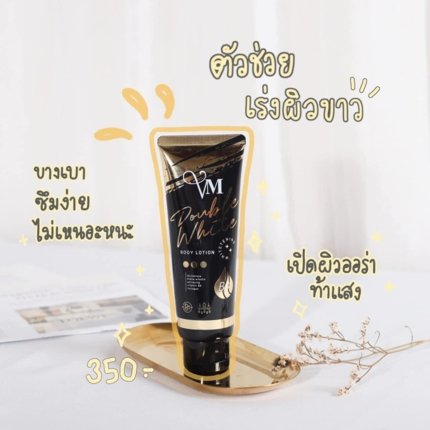 ตัวช่วย
เร่งผิวขาว
บางเบา
ซึมง่าย
ไม่เหนอะหนะ
VM
Double
White
BODY LOTION
เปิดผิวออร่า
ท้าแสง
350.-